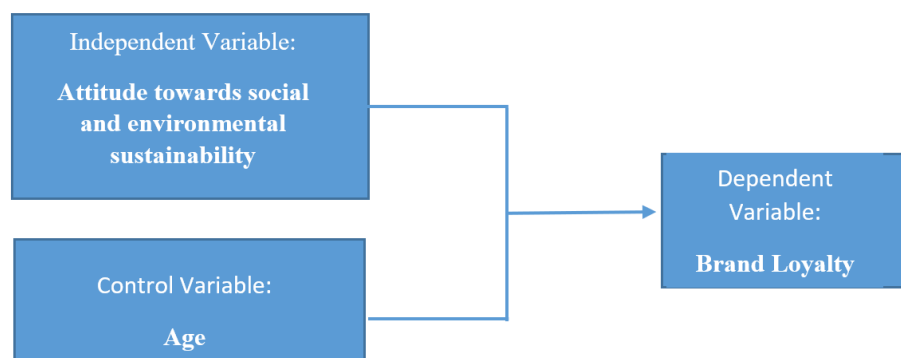 Independent Variable:
Attitude towards social
and environmental
sustainability
Control Variable:
Age
Dependent
Variable:
Brand Loyalty